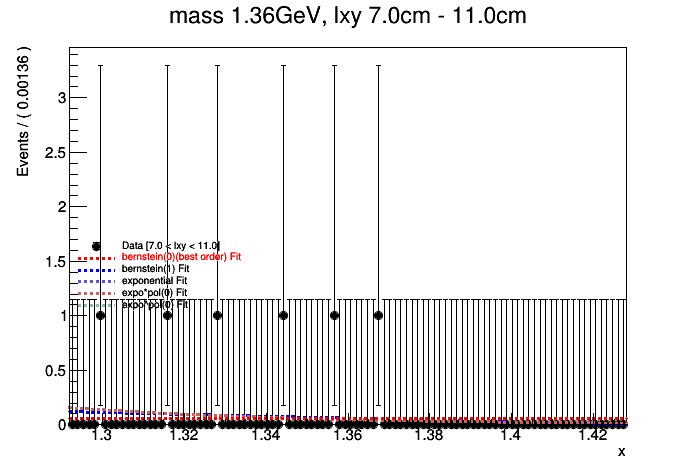 mass 1.36GeV, lxy 7.0cm - 11.0cm
Events / ( 0.00136 )
3
2.5
2
1.5
1
0.5
0
Data [7.0 < lxy < 11.0]
bernstein(0)(best order) Fit
bernstein(1) Fit
exponential Fit
expo*pol(0) Fit
expo*pol(0) Fit
1.3 1.32 1.34 1.36 1.38 1.4 1.42
x